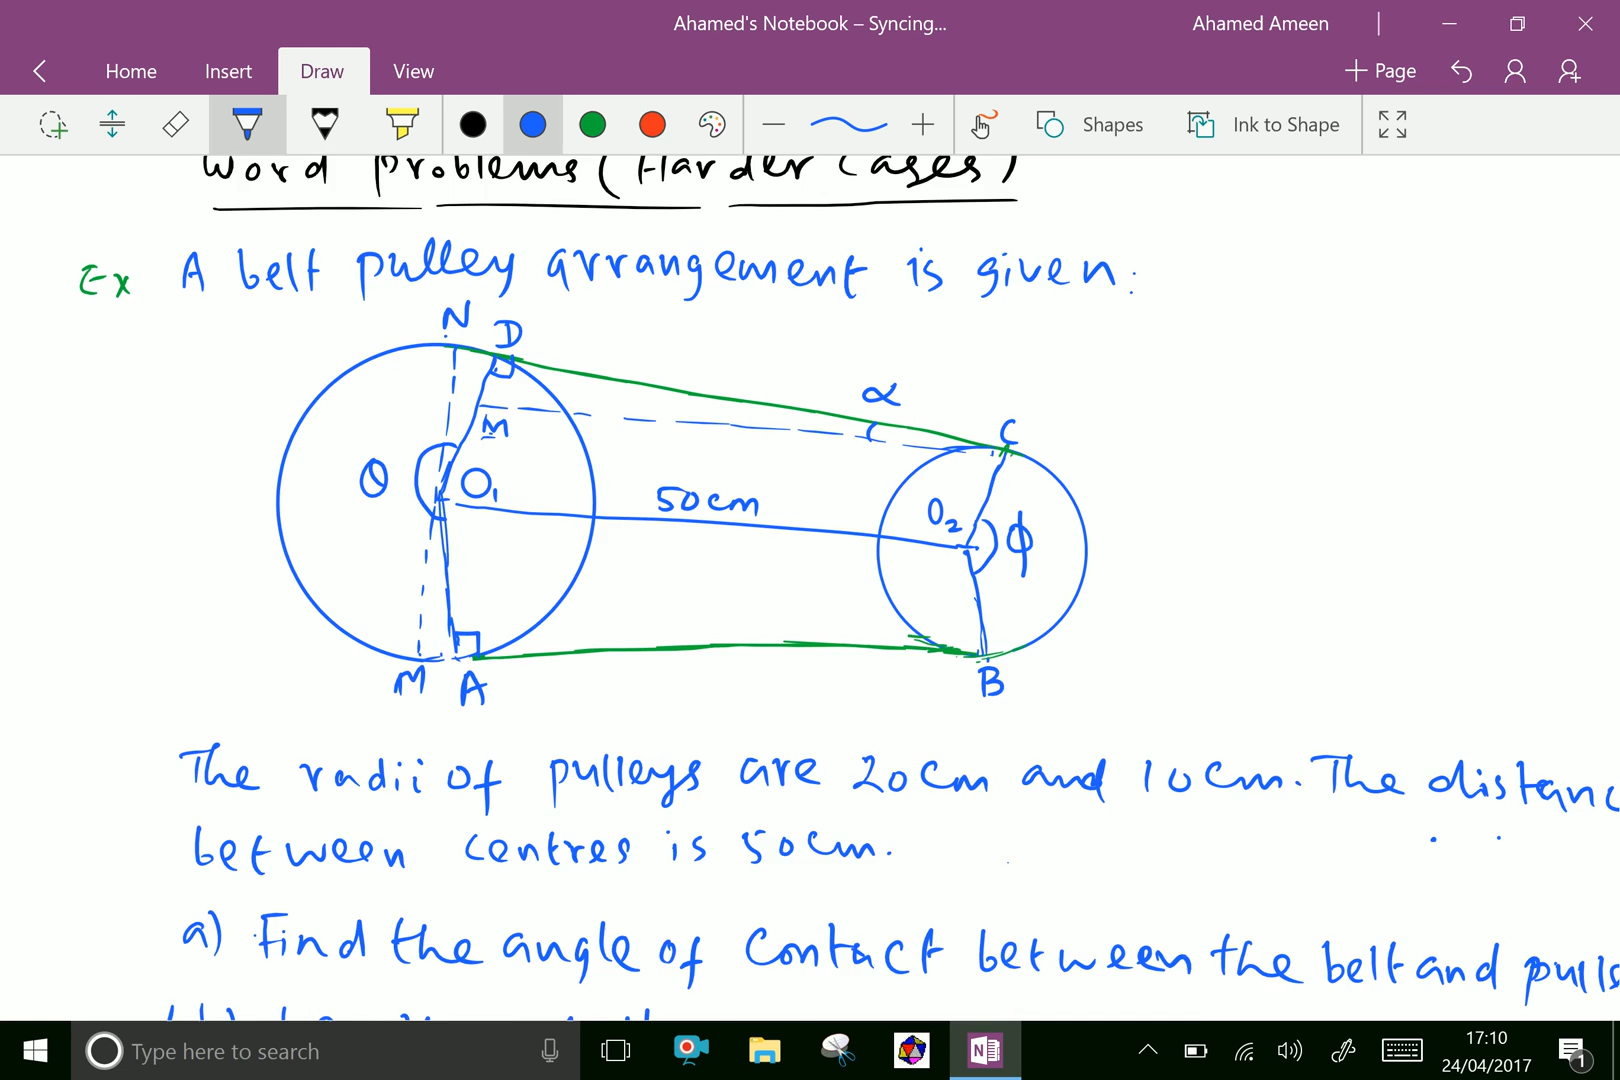 Ahamed's Notebook – Syncing...
Ahamed Ameen
Home Insert Draw View
Page
Shapes
Ink to Shape
Word Problems (Harder Cases)
Ex A belt pulley arrangement is given:
N D
α
M
C
θ O₁
50cm
O₂ ϕ
M A
B
The radii of pulleys are 20cm and 10cm. The distanc
between centres is 50cm.
a) Find the angle of contact between the belt and
Type here to search
17:10
24/04/2017
1